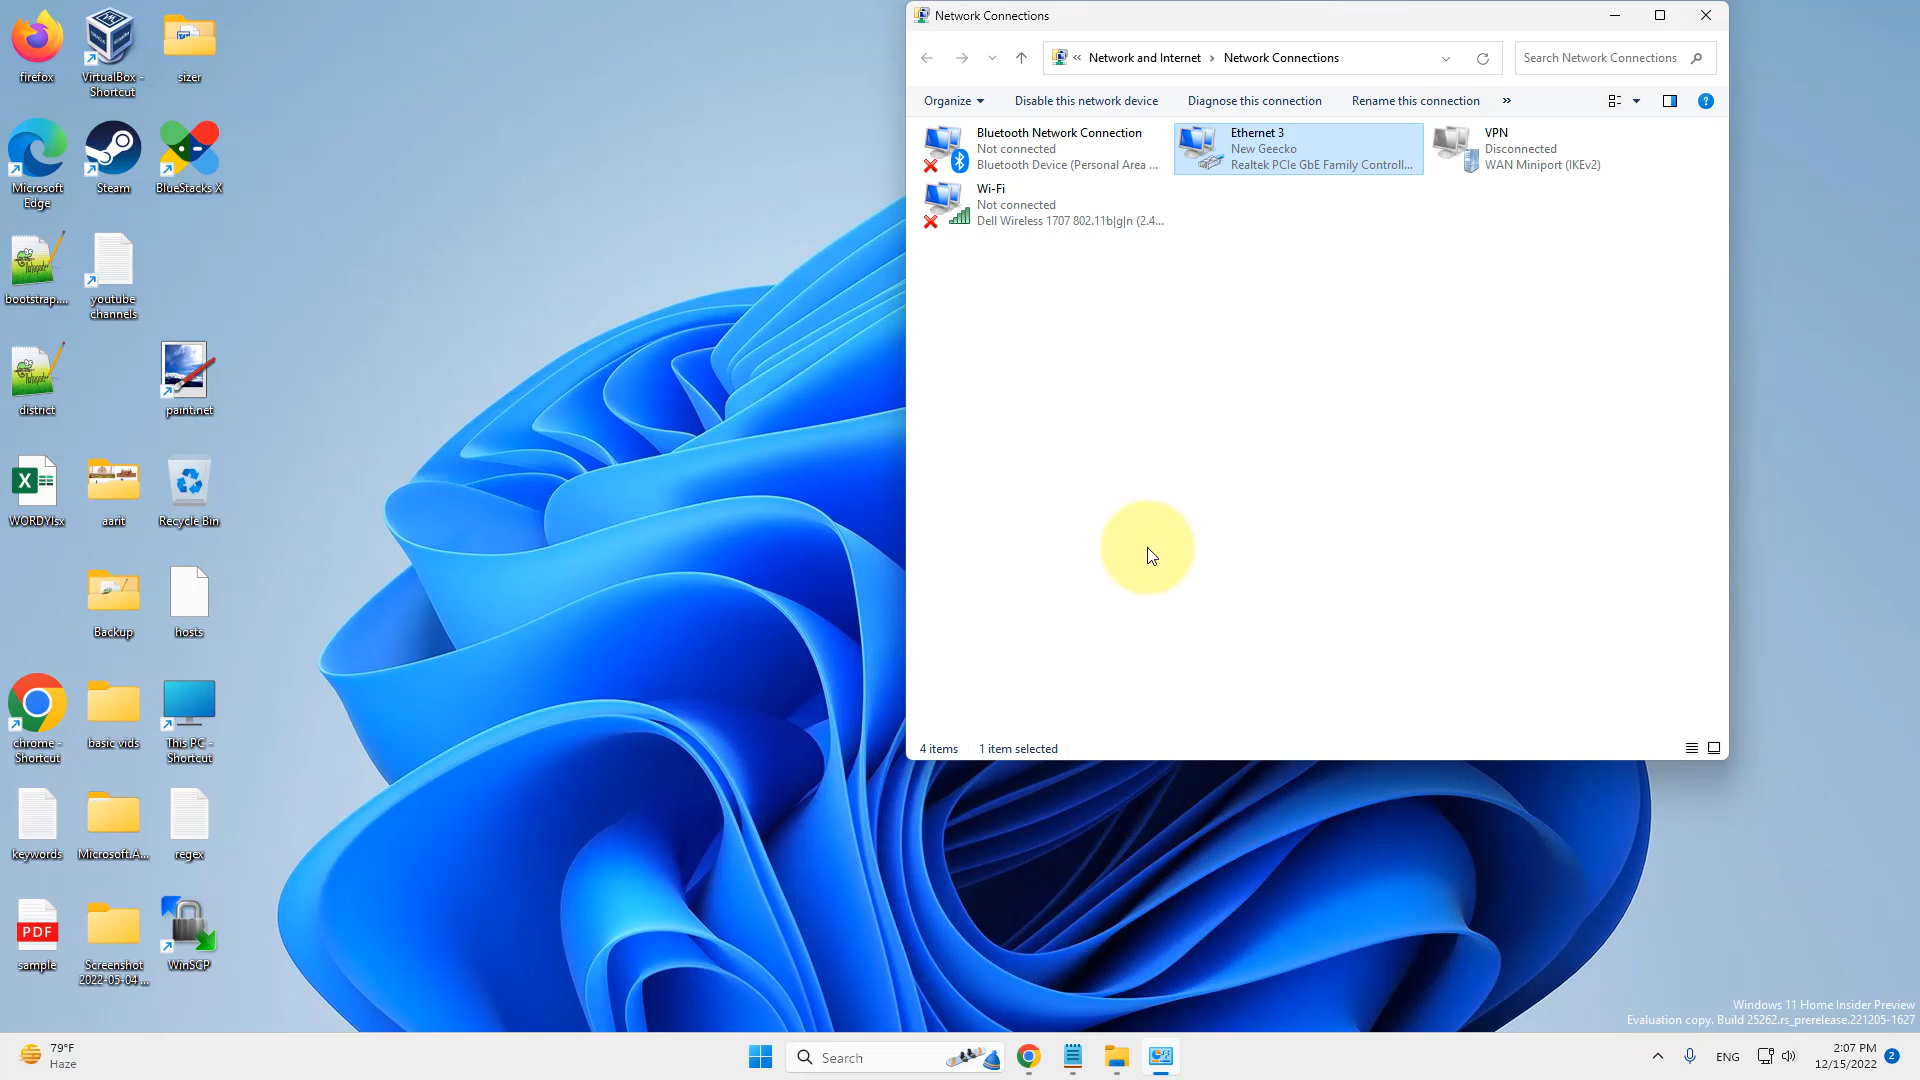 Network Connections
« Network and Internet › Network Connections
Search Network Connections
Organize
Disable this network device
Diagnose this connection
Rename this connection
»
Bluetooth Network Connection
Not connected
Bluetooth Device (Personal Area ...
Ethernet 3
New Geecko
Realtek PCIe GbE Family Controll...
VPN
Disconnected
WAN Miniport (IKEv2)
Wi-Fi
Not connected
Dell Wireless 1707 802.11b|g|n (2.4...
4 items
1 item selected
firefox
VirtualBox -
Shortcut
sizer
Microsoft
Edge
Steam
BlueStacks X
bootstrap....
youtube
channels
district
paint.net
WORDYlsx
aarit
Recycle Bin
Backup
hosts
chrome -
Shortcut
basic vids
This PC -
Shortcut
keywords
Microsoft.A...
regex
PDF
sample
Screenshot
2022-05-04 ...
WinSCP
Windows 11 Home Insider Preview
Evaluation copy. Build 25262.rs_prerelease.221205-1627
79°F
Haze
Search
ENG
2:07 PM
12/15/2022
2